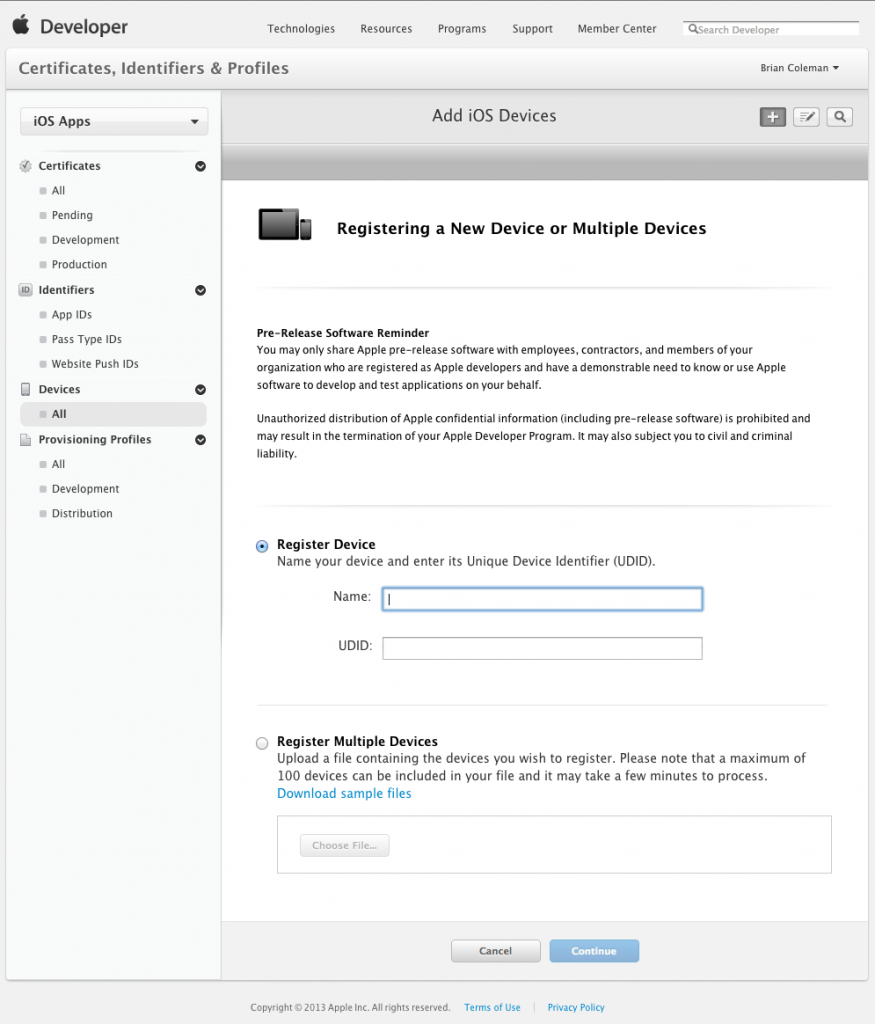 Developer
Technologies Resources Programs Support Member Center Search Developer
Certificates, Identifiers & Profiles
Brian Coleman
iOS Apps
Add iOS Devices
Certificates
All
Pending
Development
Production
ID Identifiers
App IDs
Pass Type IDs
Website Push IDs
Devices
All
Provisioning Profiles
All
Development
Distribution
Registering a New Device or Multiple Devices
Pre-Release Software Reminder
You may only share Apple pre-release software with employees, contractors, and members of your
organization who are registered as Apple developers and have a demonstrable need to know or use Apple
software to develop and test applications on your behalf.
Unauthorized distribution of Apple confidential information (including pre-release software) is prohibited and
may result in the termination of your Apple Developer Program. It may also subject you to civil and criminal
liability.
Register Device
Name your device and enter its Unique Device Identifier (UDID).
Name:
UDID:
Register Multiple Devices
Upload a file containing the devices you wish to register. Please note that a maximum of
100 devices can be included in your file and it may take a few minutes to process.
Download sample files
Choose File...
Cancel Continue
Copyright © 2013 Apple Inc. All rights reserved. Terms of Use Privacy Policy